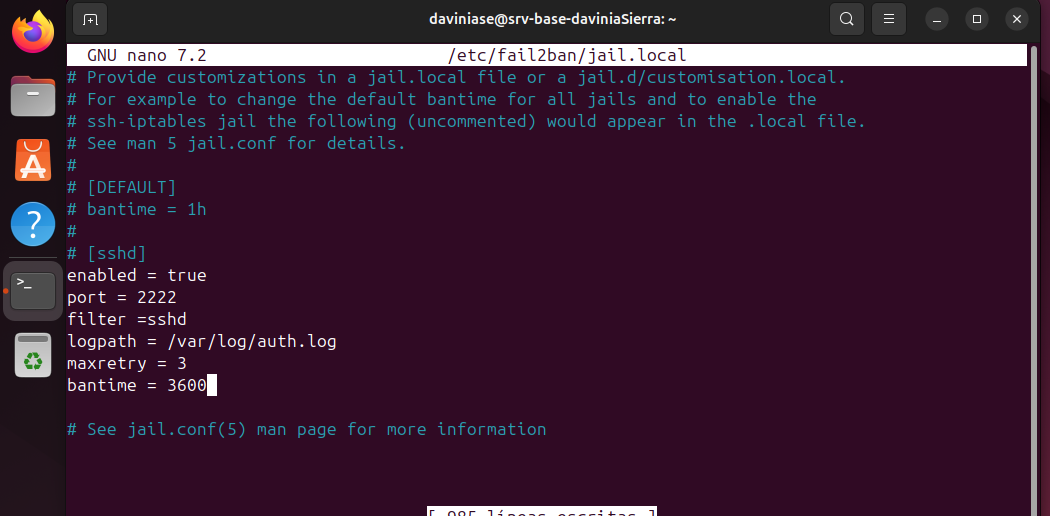 daviniase@srv-base-daviniaSierra: ~
GNU nano 7.2 /etc/fail2ban/jail.local
# Provide customizations in a jail.local file or a jail.d/customisation.local.
# For example to change the default bantime for all jails and to enable the
# ssh-iptables jail the following (uncommented) would appear in the .local file.
# See man 5 jail.conf for details.
#
# [DEFAULT]
# bantime = 1h
#
# [sshd]
enabled = true
port = 2222
filter =sshd
logpath = /var/log/auth.log
maxretry = 3
bantime = 3600
# See jail.conf(5) man page for more information
[ 985 líneas escritas ]